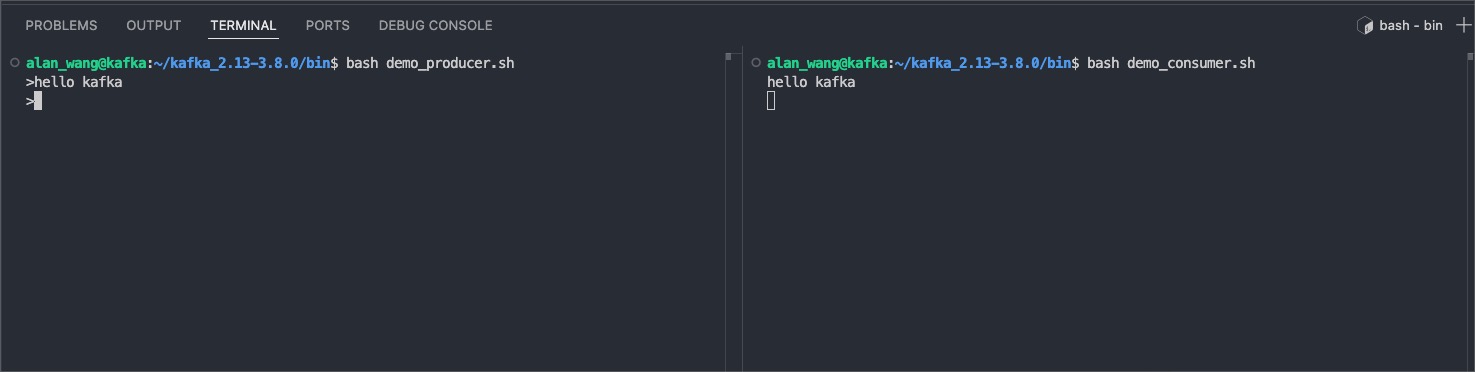 PROBLEMS OUTPUT TERMINAL PORTS DEBUG CONSOLE bash - bin
alan_wang@kafka:~/kafka_2.13-3.8.0/bin$ bash demo_producer.sh
>hello kafka
>
alan_wang@kafka:~/kafka_2.13-3.8.0/bin$ bash demo_consumer.sh
hello kafka